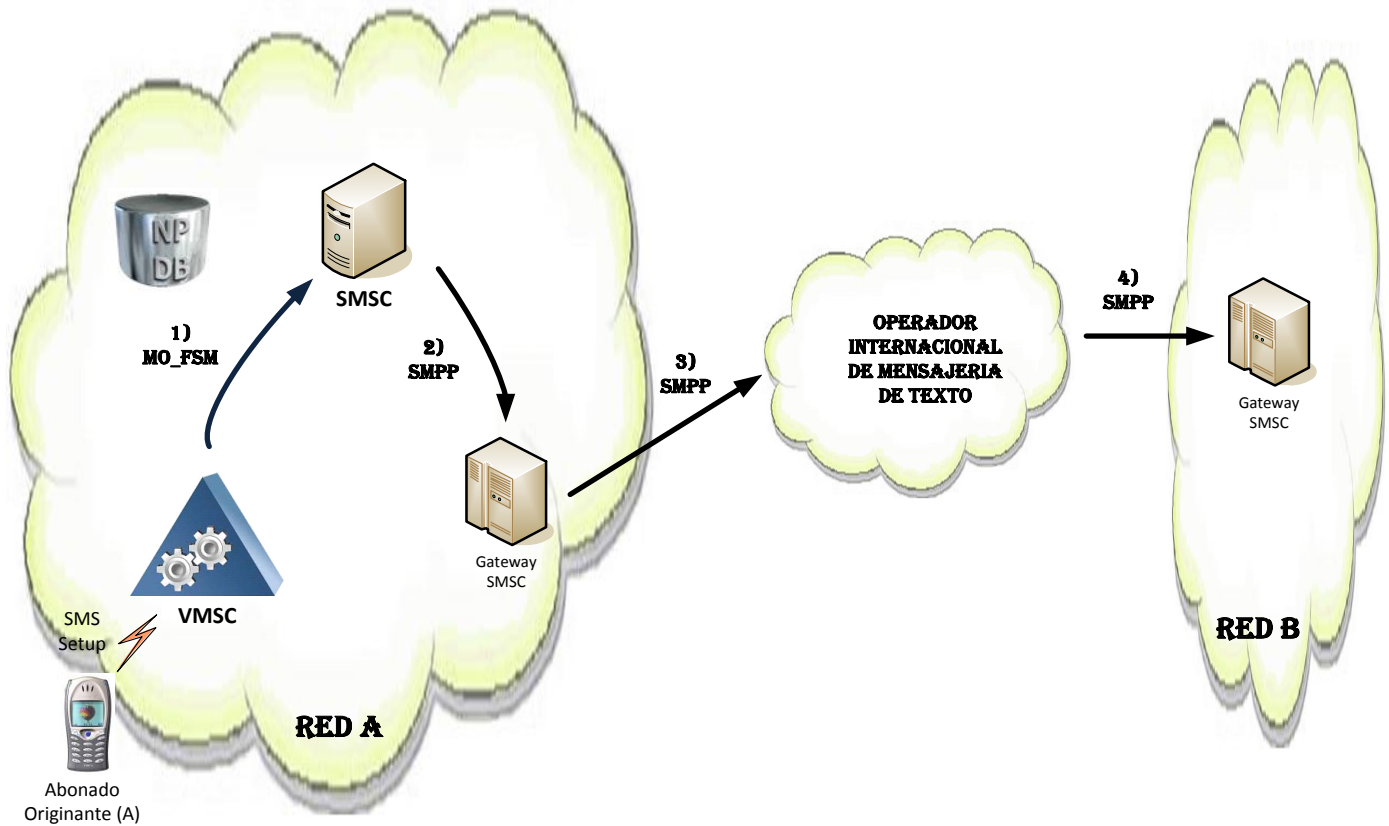 NP
DB
SMSC
1)
MO_FSM
2)
SMPP
3)
SMPP
OPERADOR
INTERNACIONAL
DE MENSAJERIA
DE TEXTO
4)
SMPP
Gateway
SMSC
Gateway
SMSC
SMS
Setup
VMSC
RED A
RED B
Abonado
Originante (A)